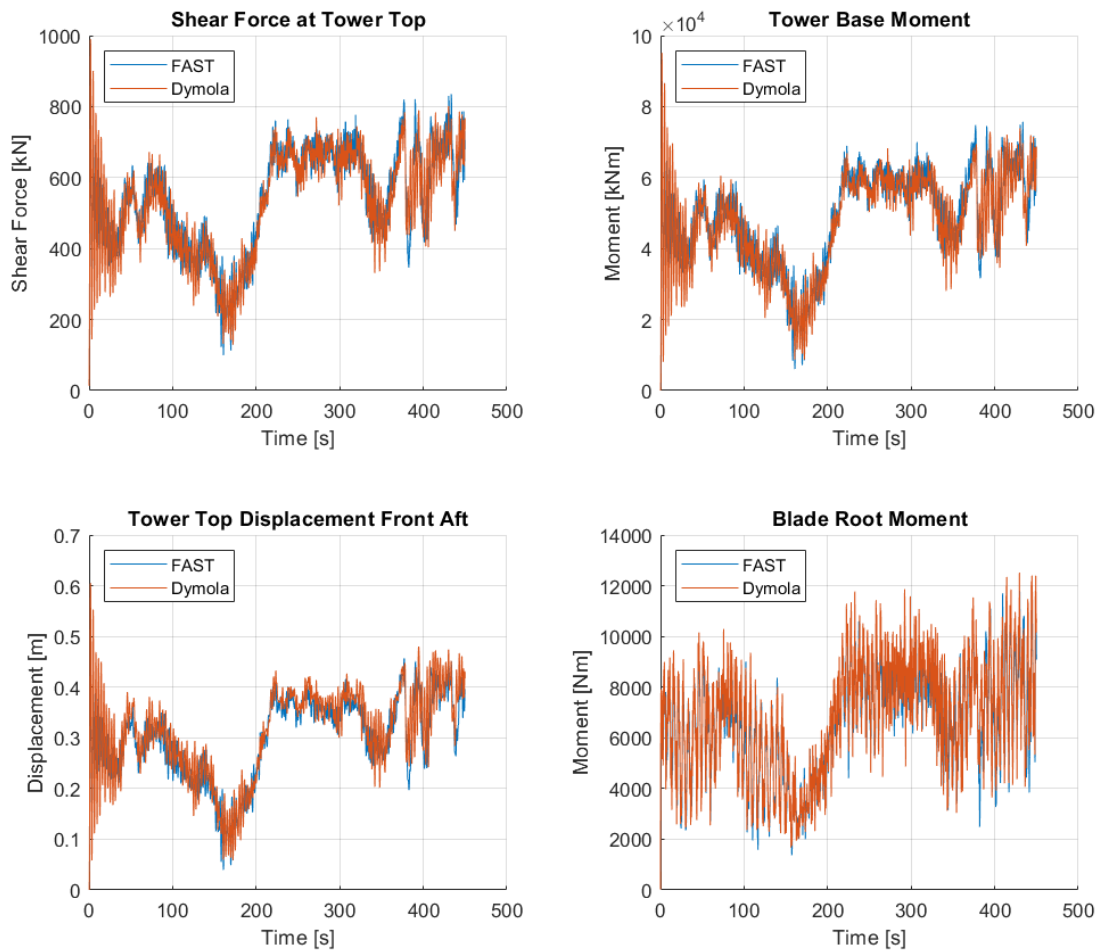 Shear Force at Tower Top
1000
800
600
400
200
0
Shear Force [kN]
FAST
Dymola
0 100 200 300 400 500
Time [s]
Tower Base Moment
×10^4
10
8
6
4
2
0
Moment [kNm]
FAST
Dymola
0 100 200 300 400 500
Time [s]
Tower Top Displacement Front Aft
0.7
0.6
0.5
0.4
0.3
0.2
0.1
0
Displacement [m]
FAST
Dymola
0 100 200 300 400 500
Time [s]
Blade Root Moment
14000
12000
10000
8000
6000
4000
2000
0
Moment [Nm]
FAST
Dymola
0 100 200 300 400 500
Time [s]